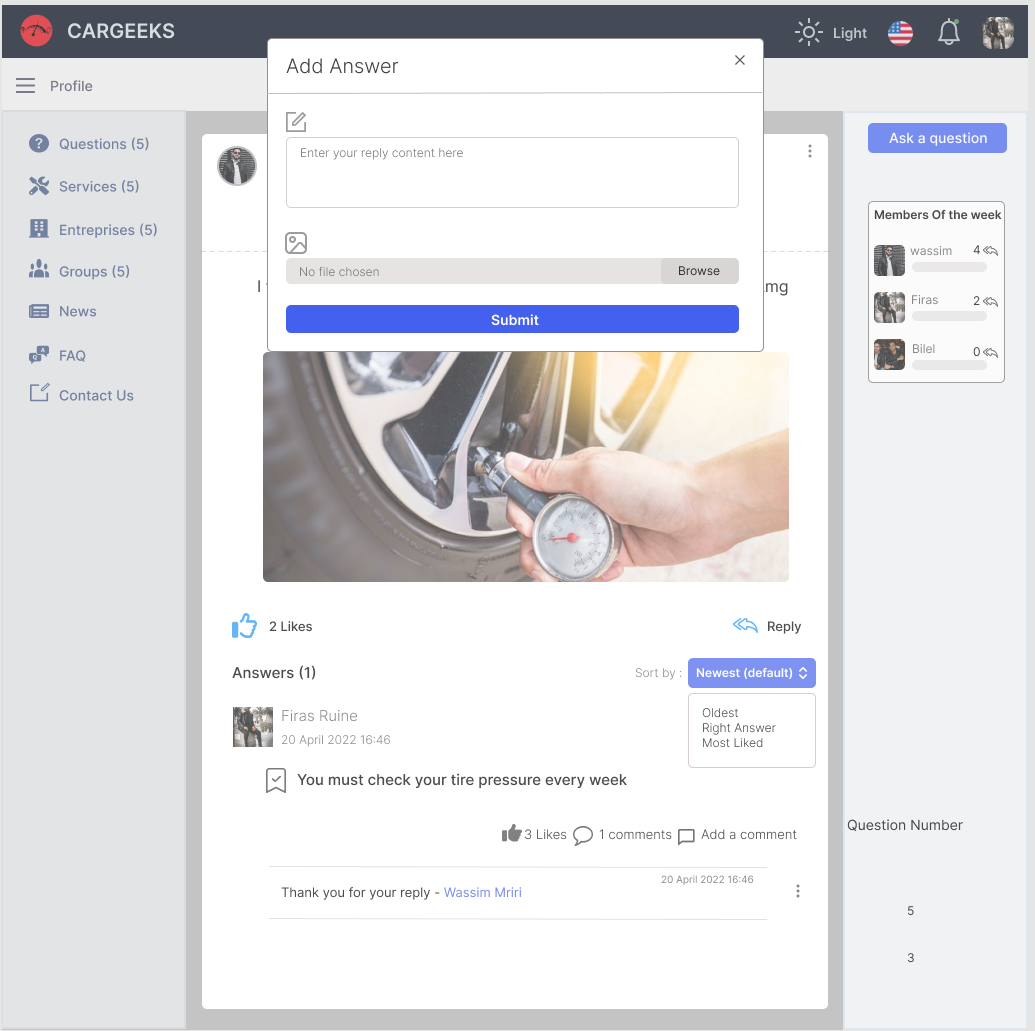 CARGEEKS
Light
Profile
Add Answer
Questions (5)
Services (5)
Entreprises (5)
Groups (5)
News
FAQ
Contact Us
Enter your reply content here
No file chosen
Browse
Submit
I
mg
2 Likes
Reply
Answers (1)
Sort by :
Newest (default)
Oldest
Right Answer
Most Liked
Firas Ruine
20 April 2022 16:46
You must check your tire pressure every week
3 Likes
1 comments
Add a comment
20 April 2022 16:46
Thank you for your reply - Wassim Mriri
Ask a question
Members Of the week
wassim
4
Firas
2
Bilel
0
Question Number
5
3